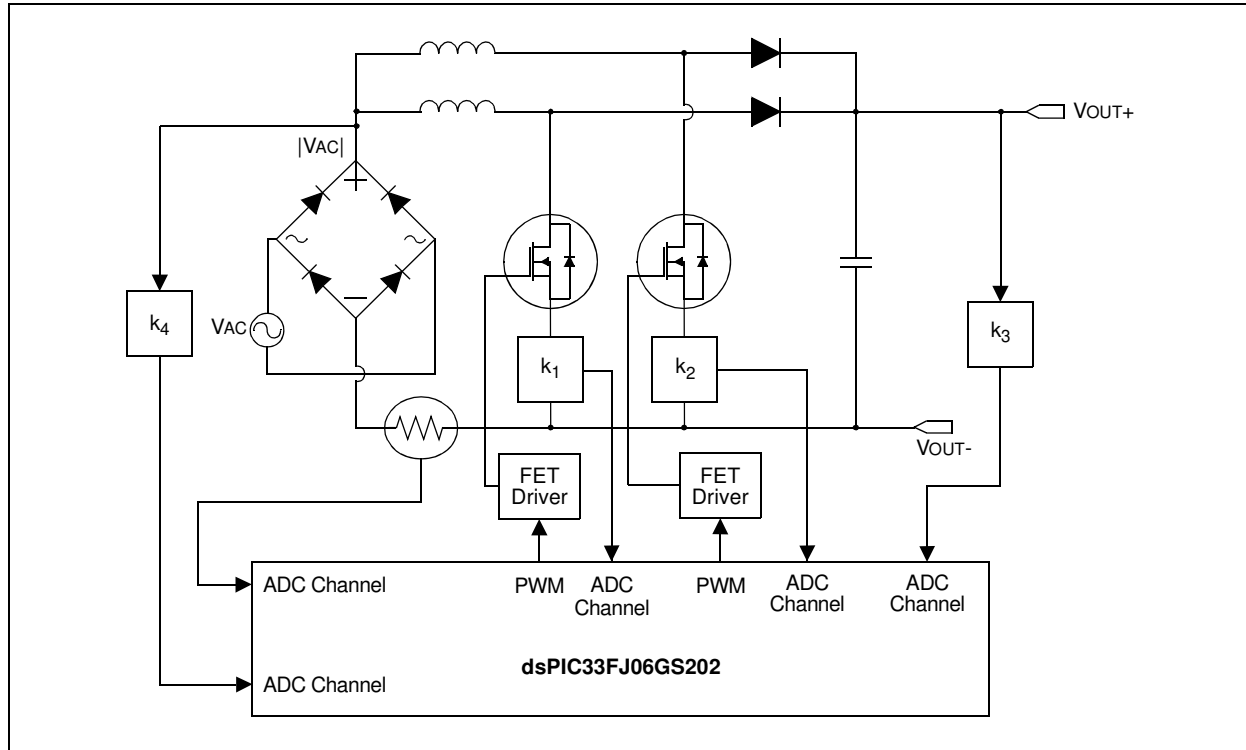 VOUT+
|VAC|
+
k4
VAC
−
k1
k2
k3
VOUT-
FET
Driver
FET
Driver
ADC Channel
PWM
ADC
Channel
PWM
ADC
Channel
ADC
Channel
dsPIC33FJ06GS202
ADC Channel